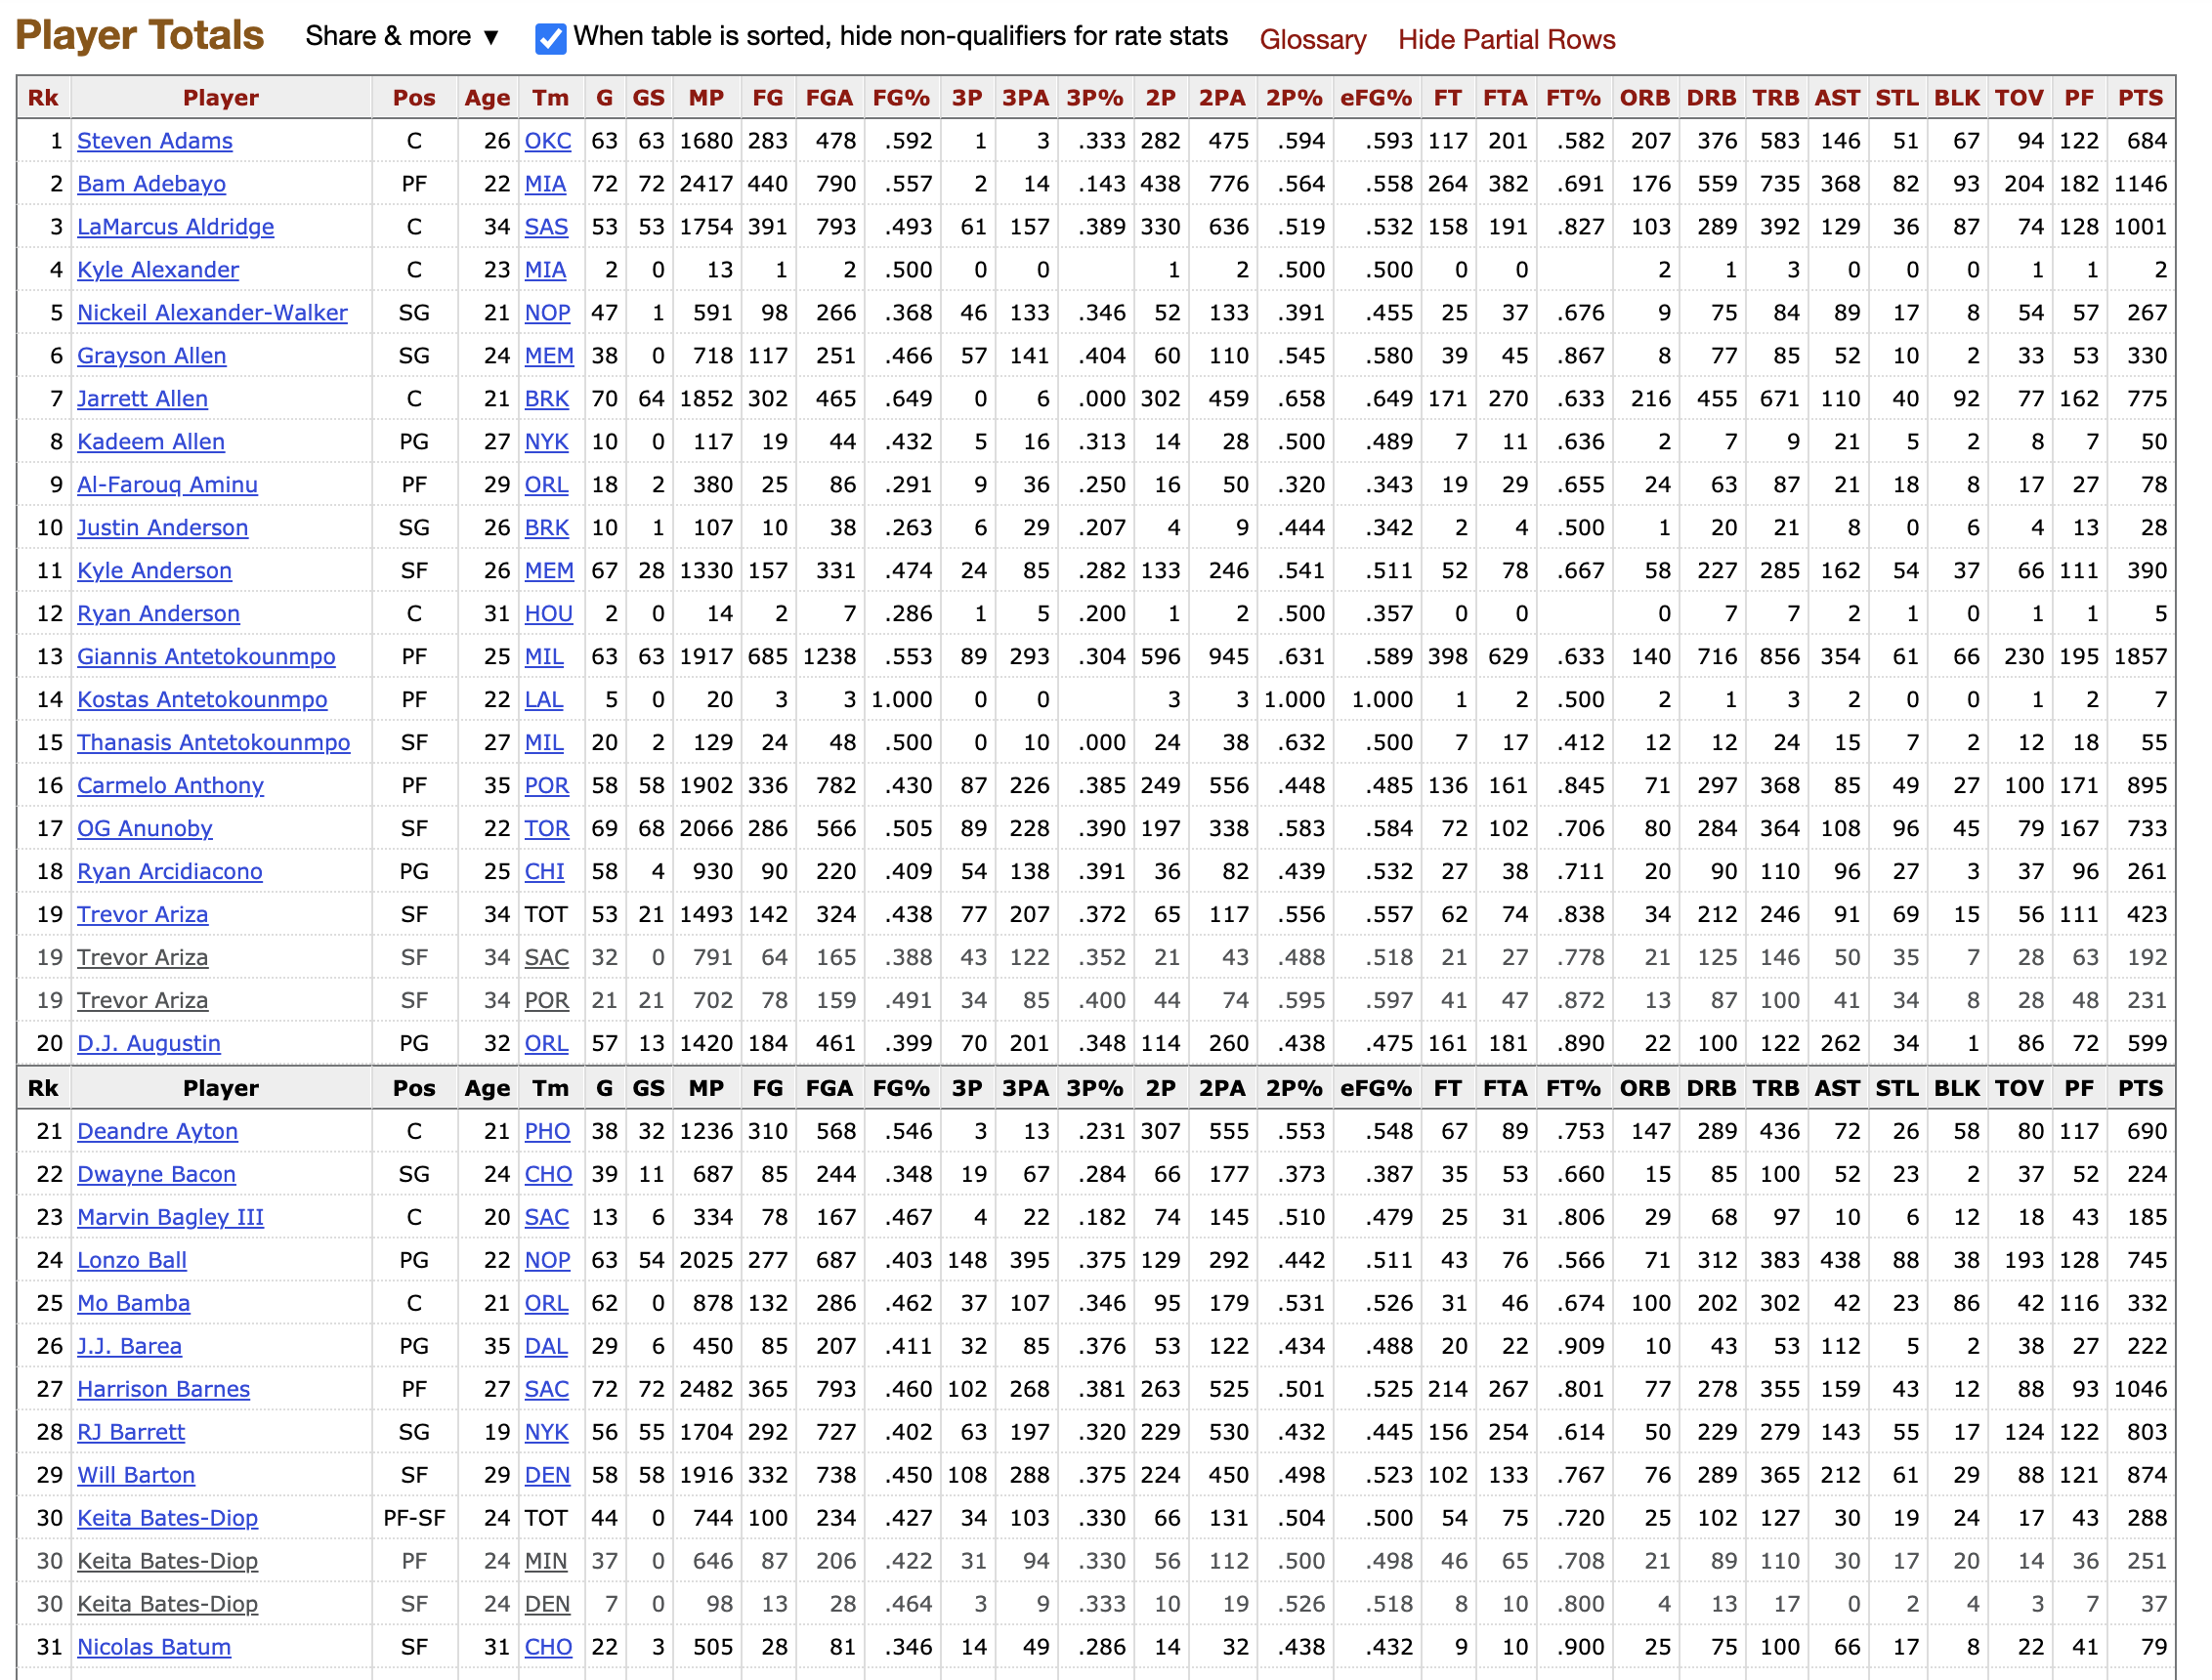 Player Totals Share & more ▼ When table is sorted, hide non-qualifiers for rate stats Glossary Hide Partial Rows
Rk Player Pos Age Tm G GS MP FG FGA FG% 3P 3PA 3P% 2P 2PA 2P% eFG% FT FTA FT% ORB DRB TRB AST STL BLK TOV PF PTS
1 Steven Adams C 26 OKC 63 63 1680 283 478 .592 1 3 .333 282 475 .594 .593 117 201 .582 207 376 583 146 51 67 94 122 684
2 Bam Adebayo PF 22 MIA 72 72 2417 440 790 .557 2 14 .143 438 776 .564 .558 264 382 .691 176 559 735 368 82 93 204 182 1146
3 LaMarcus Aldridge C 34 SAS 53 53 1754 391 793 .493 61 157 .389 330 636 .519 .532 158 191 .827 103 289 392 129 36 87 74 128 1001
4 Kyle Alexander C 23 MIA 2 0 13 1 2 .500 0 0 1 2 .500 .500 0 0 2 1 3 0 0 0 1 1 2
5 Nickeil Alexander-Walker SG 21 NOP 47 1 591 98 266 .368 46 133 .346 52 133 .391 .455 25 37 .676 9 75 84 89 17 8 54 57 267
6 Grayson Allen SG 24 MEM 38 0 718 117 251 .466 57 141 .404 60 110 .545 .580 39 45 .867 8 77 85 52 10 2 33 53 330
7 Jarrett Allen C 21 BRK 70 64 1852 302 465 .649 0 6 .000 302 459 .658 .649 171 270 .633 216 455 671 110 40 92 77 162 775
8 Kadeem Allen PG 27 NYK 10 0 117 19 44 .432 5 16 .313 14 28 .500 .489 7 11 .636 2 7 9 21 5 2 8 7 50
9 Al-Farouq Aminu PF 29 ORL 18 2 380 25 86 .291 9 36 .250 16 50 .320 .343 19 29 .655 24 63 87 21 18 8 17 27 78
10 Justin Anderson SG 26 BRK 10 1 107 10 38 .263 6 29 .207 4 9 .444 .342 2 4 .500 1 20 21 8 0 6 4 13 28
11 Kyle Anderson SF 26 MEM 67 28 1330 157 331 .474 24 85 .282 133 246 .541 .511 52 78 .667 58 227 285 162 54 37 66 111 390
12 Ryan Anderson C 31 HOU 2 0 14 2 7 .286 1 5 .200 1 2 .500 .357 0 0 0 7 7 2 1 0 1 1 5
13 Giannis Antetokounmpo PF 25 MIL 63 63 1917 685 1238 .553 89 293 .304 596 945 .631 .589 398 629 .633 140 716 856 354 61 66 230 195 1857
14 Kostas Antetokounmpo PF 22 LAL 5 0 20 3 3 1.000 0 0 3 3 1.000 1.000 1 2 .500 2 1 3 2 0 0 1 2 7
15 Thanasis Antetokounmpo SF 27 MIL 20 2 129 24 48 .500 0 10 .000 24 38 .632 .500 7 17 .412 12 12 24 15 7 2 12 18 55
16 Carmelo Anthony PF 35 POR 58 58 1902 336 782 .430 87 226 .385 249 556 .448 .485 136 161 .845 71 297 368 85 49 27 100 171 895
17 OG Anunoby SF 22 TOR 69 68 2066 286 566 .505 89 228 .390 197 338 .583 .584 72 102 .706 80 284 364 108 96 45 79 167 733
18 Ryan Arcidiacono PG 25 CHI 58 4 930 90 220 .409 54 138 .391 36 82 .439 .532 27 38 .711 20 90 110 96 27 3 37 96 261
19 Trevor Ariza SF 34 TOT 53 21 1493 142 324 .438 77 207 .372 65 117 .556 .557 62 74 .838 34 212 246 91 69 15 56 111 423
19 Trevor Ariza SF 34 SAC 32 0 791 64 165 .388 43 122 .352 21 43 .488 .518 21 27 .778 21 125 146 50 35 7 28 63 192
19 Trevor Ariza SF 34 POR 21 21 702 78 159 .491 34 85 .400 44 74 .595 .597 41 47 .872 13 87 100 41 34 8 28 48 231
20 D.J. Augustin PG 32 ORL 57 13 1420 184 461 .399 70 201 .348 114 260 .438 .475 161 181 .890 22 100 122 262 34 1 86 72 599
Rk Player Pos Age Tm G GS MP FG FGA FG% 3P 3PA 3P% 2P 2PA 2P% eFG% FT FTA FT% ORB DRB TRB AST STL BLK TOV PF PTS
21 Deandre Ayton C 21 PHO 38 32 1236 310 568 .546 3 13 .231 307 555 .553 .548 67 89 .753 147 289 436 72 26 58 80 117 690
22 Dwayne Bacon SG 24 CHO 39 11 687 85 244 .348 19 67 .284 66 177 .373 .387 35 53 .660 15 85 100 52 23 2 37 52 224
23 Marvin Bagley III C 20 SAC 13 6 334 78 167 .467 4 22 .182 74 145 .510 .479 25 31 .806 29 68 97 10 6 12 18 43 185
24 Lonzo Ball PG 22 NOP 63 54 2025 277 687 .403 148 395 .375 129 292 .442 .511 43 76 .566 71 312 383 438 88 38 193 128 745
25 Mo Bamba C 21 ORL 62 0 878 132 286 .462 37 107 .346 95 179 .531 .526 31 46 .674 100 202 302 42 23 86 42 116 332
26 J.J. Barea PG 35 DAL 29 6 450 85 207 .411 32 85 .376 53 122 .434 .488 20 22 .909 10 43 53 112 5 2 38 27 222
27 Harrison Barnes PF 27 SAC 72 72 2482 365 793 .460 102 268 .381 263 525 .501 .525 214 267 .801 77 278 355 159 43 12 88 93 1046
28 RJ Barrett SG 19 NYK 56 55 1704 292 727 .402 63 197 .320 229 530 .432 .445 156 254 .614 50 229 279 143 55 17 124 122 803
29 Will Barton SF 29 DEN 58 58 1916 332 738 .450 108 288 .375 224 450 .498 .523 102 133 .767 76 289 365 212 61 29 88 121 874
30 Keita Bates-Diop PF-SF 24 TOT 44 0 744 100 234 .427 34 103 .330 66 131 .504 .500 54 75 .720 25 102 127 30 19 24 17 43 288
30 Keita Bates-Diop PF 24 MIN 37 0 646 87 206 .422 31 94 .330 56 112 .500 .498 46 65 .708 21 89 110 30 17 20 14 36 251
30 Keita Bates-Diop SF 24 DEN 7 0 98 13 28 .464 3 9 .333 10 19 .526 .518 8 10 .800 4 13 17 0 2 4 3 7 37
31 Nicolas Batum SF 31 CHO 22 3 505 28 81 .346 14 49 .286 14 32 .438 .432 9 10 .900 25 75 100 66 17 8 22 41 79